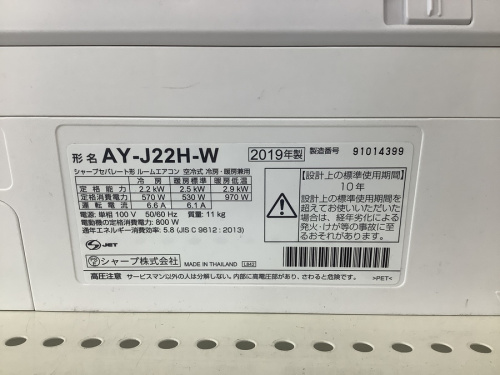 形名 AY-J22H-W 2019年製 製造番号 91014399
シャープセパレート形 ルームエアコン 空冷式 冷房・暖房兼用
冷房 暖房標準 暖房低温
定格能力 2.2 kW 2.5 kW 2.9 kW
定格消費電力 570 W 530 W 970 W
運転電流 6.6 A 6.1 A
電源: 単相 100 V 50/60 Hz 質量: 11 kg
電動機の定格消費電力: 800 W
通年エネルギー消費効率: 5.8 (JIS C 9612 : 2013)
JET
シャープ株式会社 MADE IN THAILAND
【設計上の標準使用期間】
10年
設計上の標準使用期間を
超えてお使いいただいた
場合は、経年劣化による
発火・けが等の事故に至
るおそれがあります。
高圧注意 サービスマン以外の人は分解しない。内部に高電圧部があり、さわると危険です。
>PET<